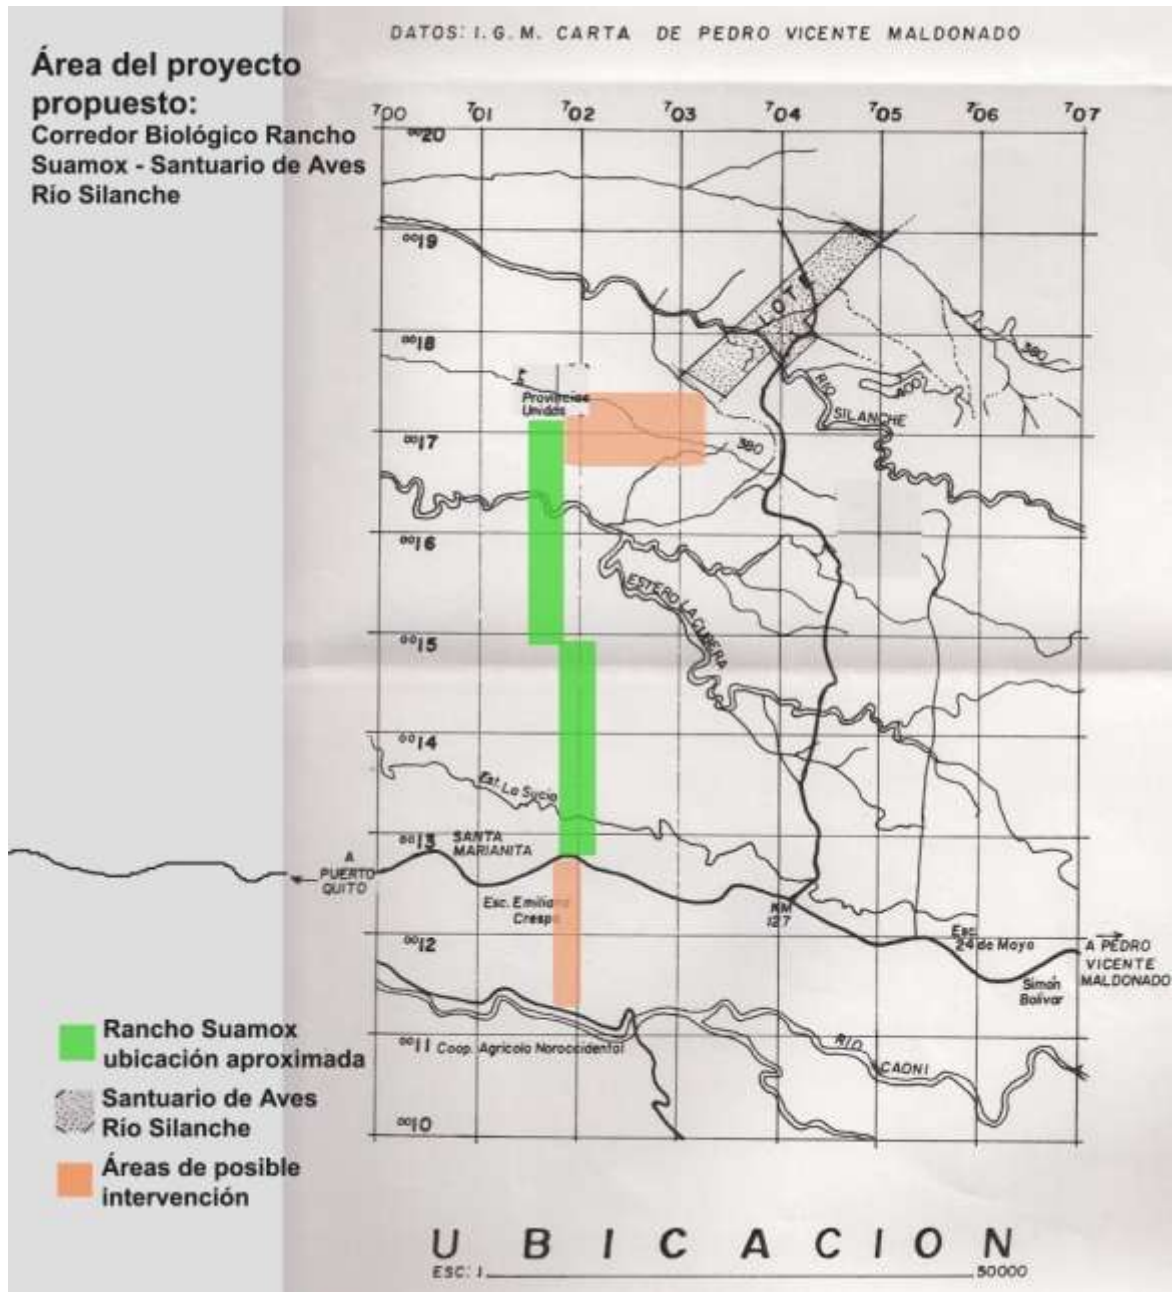 DATOS: I.G.M. CARTA DE PEDRO VICENTE MALDONADO
Área del proyecto
propuesto:
Corredor Biológico Rancho
Suamox - Santuario de Aves
Río Silanche
700 701 702 703 704 705 706 707
0020
0019
0018
0017
0016
0015
0014
0013
0012
0011
0010
LOTE
380
400
RIO
SILANCHE
Provincias
Unidas
380
ESTERO LA CUBERA
Est. La Sucia
SANTA
MARIANITA
A
PUERTO
QUITO
Esc. Emiliano
Crespo
KM
127
Esc.
24 de Mayo
A PEDRO
VICENTE
MALDONADO
Simón
Bolívar
Coop. Agrícola Noroccidental
RIO
CAONI
Rancho Suamox
ubicación aproximada
Santuario de Aves
Río Silanche
Áreas de posible
intervención
UBICACION
ESC: 1 50000